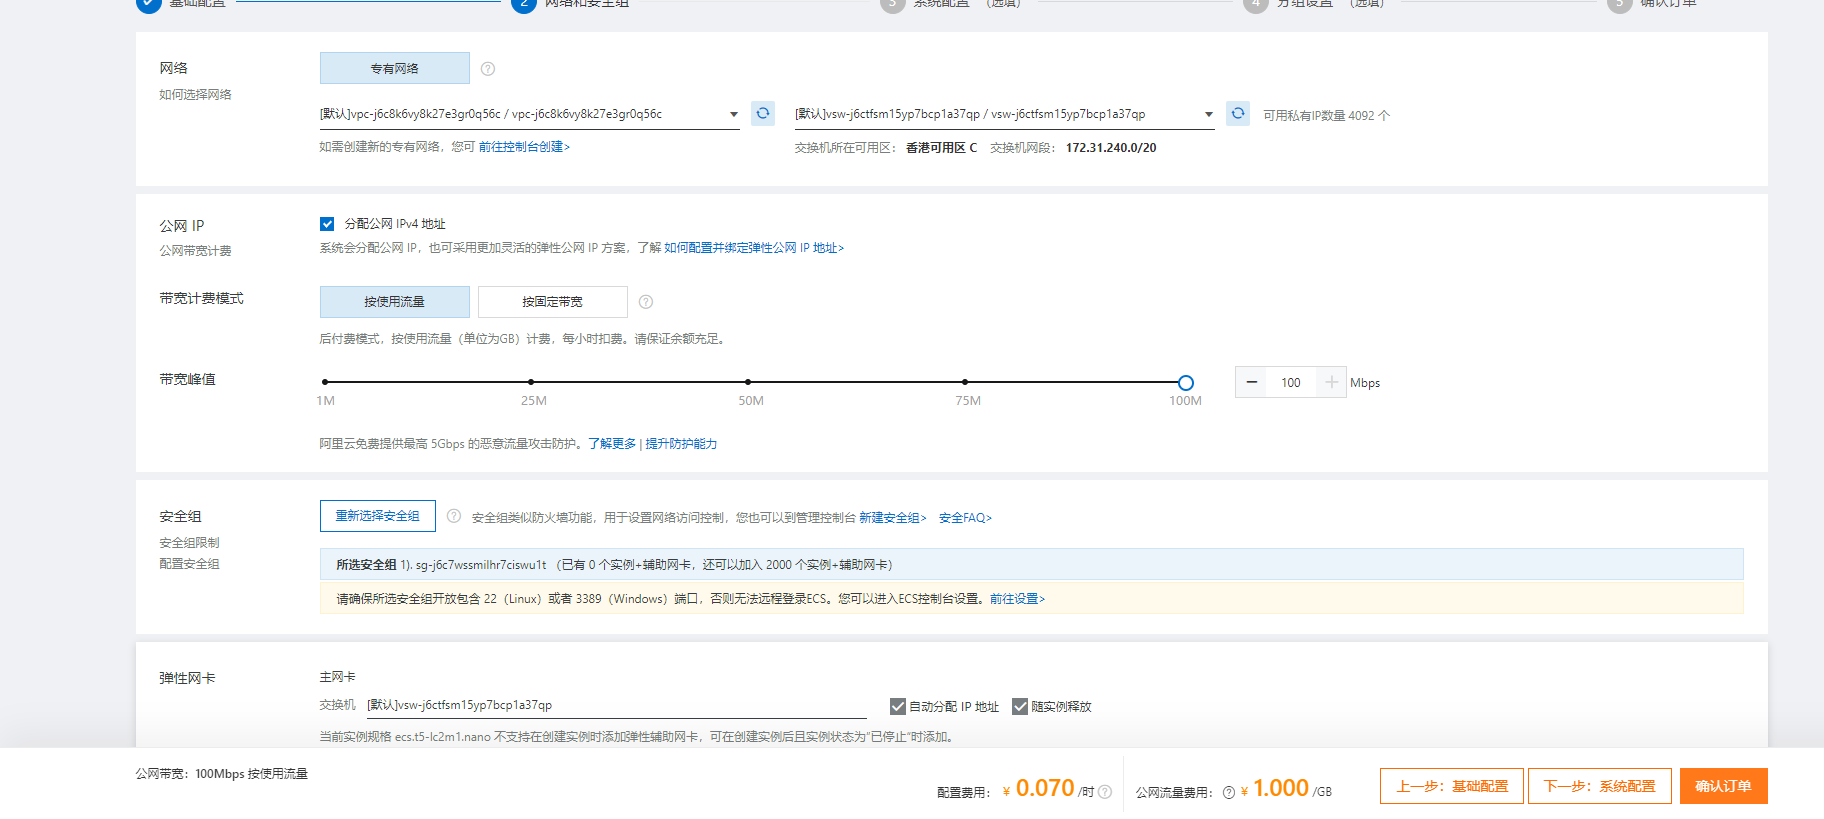 基础配置
2 网络和安全组
3 系统配置 (选填)
4 分组设置 (选填)
5 确认订单
网络
如何选择网络
专有网络
[默认]vpc-j6c8k6vy8k27e3gr0q56c / vpc-j6c8k6vy8k27e3gr0q56c
[默认]vsw-j6ctfsm15yp7bcp1a37qp / vsw-j6ctfsm15yp7bcp1a37qp
可用私有IP数量 4092 个
如需创建新的专有网络，您可 前往控制台创建>
交换机所在可用区： 香港可用区 C 交换机网段： 172.31.240.0/20
公网 IP
公网带宽计费
分配公网 IPv4 地址
系统会分配公网 IP，也可采用更加灵活的弹性公网 IP 方案，了解 如何配置并绑定弹性公网 IP 地址>
带宽计费模式
按使用流量
按固定带宽
后付费模式，按使用流量（单位为GB）计费，每小时扣费。请保证余额充足。
带宽峰值
1M 25M 50M 75M 100M
− 100 + Mbps
阿里云免费提供最高 5Gbps 的恶意流量攻击防护。了解更多 | 提升防护能力
安全组
安全组限制
配置安全组
重新选择安全组
安全组类似防火墙功能，用于设置网络访问控制，您也可以到管理控制台 新建安全组> 安全FAQ>
所选安全组 1). sg-j6c7wssmilhr7ciswu1t （已有 0 个实例+辅助网卡，还可以加入 2000 个实例+辅助网卡）
请确保所选安全组开放包含 22（Linux）或者 3389（Windows）端口，否则无法远程登录ECS。您可以进入ECS控制台设置。前往设置>
弹性网卡
主网卡
交换机 [默认]vsw-j6ctfsm15yp7bcp1a37qp
自动分配 IP 地址 随实例释放
当前实例规格 ecs.t5-lc2m1.nano 不支持在创建实例时添加弹性辅助网卡，可在创建实例后且实例状态为"已停止"时添加。
公网带宽：100Mbps 按使用流量
配置费用： ¥ 0.070 /时
公网流量费用： ¥ 1.000 /GB
上一步：基础配置
下一步：系统配置
确认订单